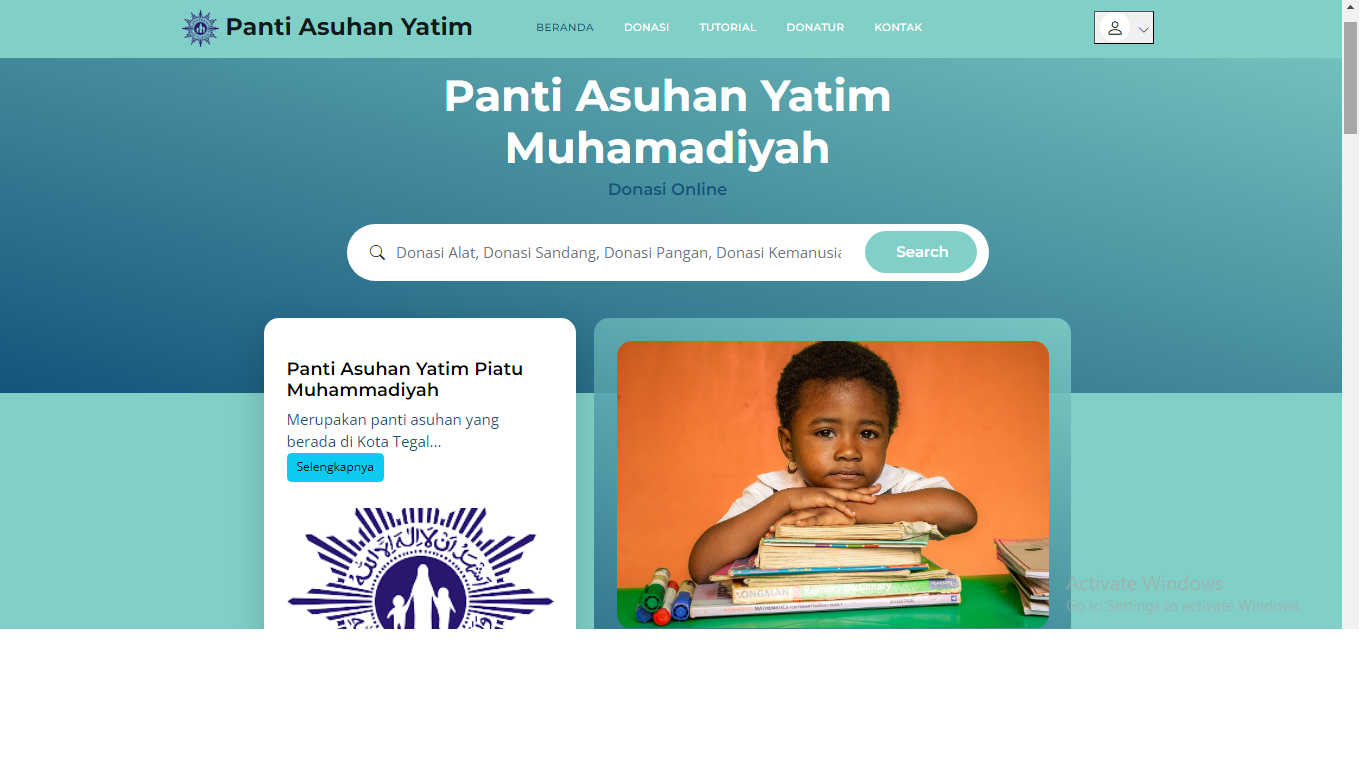 Panti Asuhan Yatim
BERANDA
DONASI
TUTORIAL
DONATUR
KONTAK
Panti Asuhan Yatim
Muhamadiyah
Donasi Online
Donasi Alat, Donasi Sandang, Donasi Pangan, Donasi Kemanusia
Search
Panti Asuhan Yatim Piatu
Muhammadiyah
Merupakan panti asuhan yang
berada di Kota Tegal...
Selengkapnya
LONGMAN
Activate Windows
Go to Settings to activate Windows.